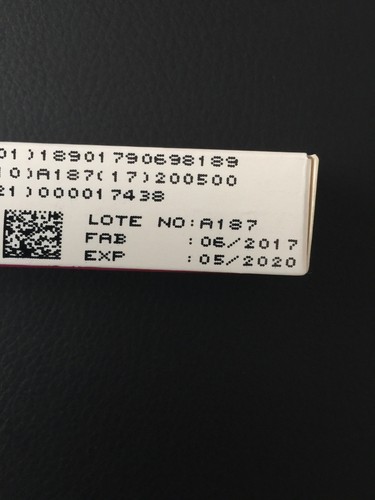 01)18901790698189
10)A187(17)200500
21)000017438
LOTE NO:A187
FAB :06/2017
EXP :05/2020